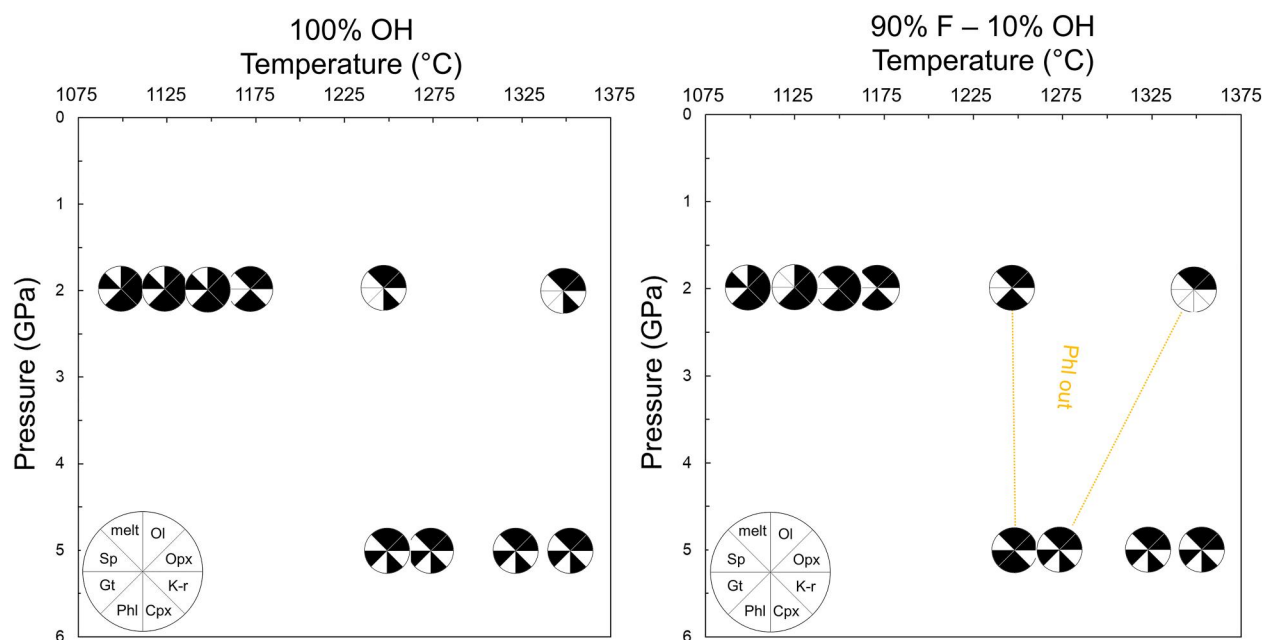 100% OH
Temperature (°C)
1075 1125 1175 1225 1275 1325 1375
Pressure (GPa)
0
1
2
3
4
5
6
melt Ol
Sp Opx
Gt K-r
Phl Cpx
90% F – 10% OH
Temperature (°C)
1075 1125 1175 1225 1275 1325 1375
Pressure (GPa)
0
1
2
3
4
5
6
Phl out
melt Ol
Sp Opx
Gt K-r
Phl Cpx